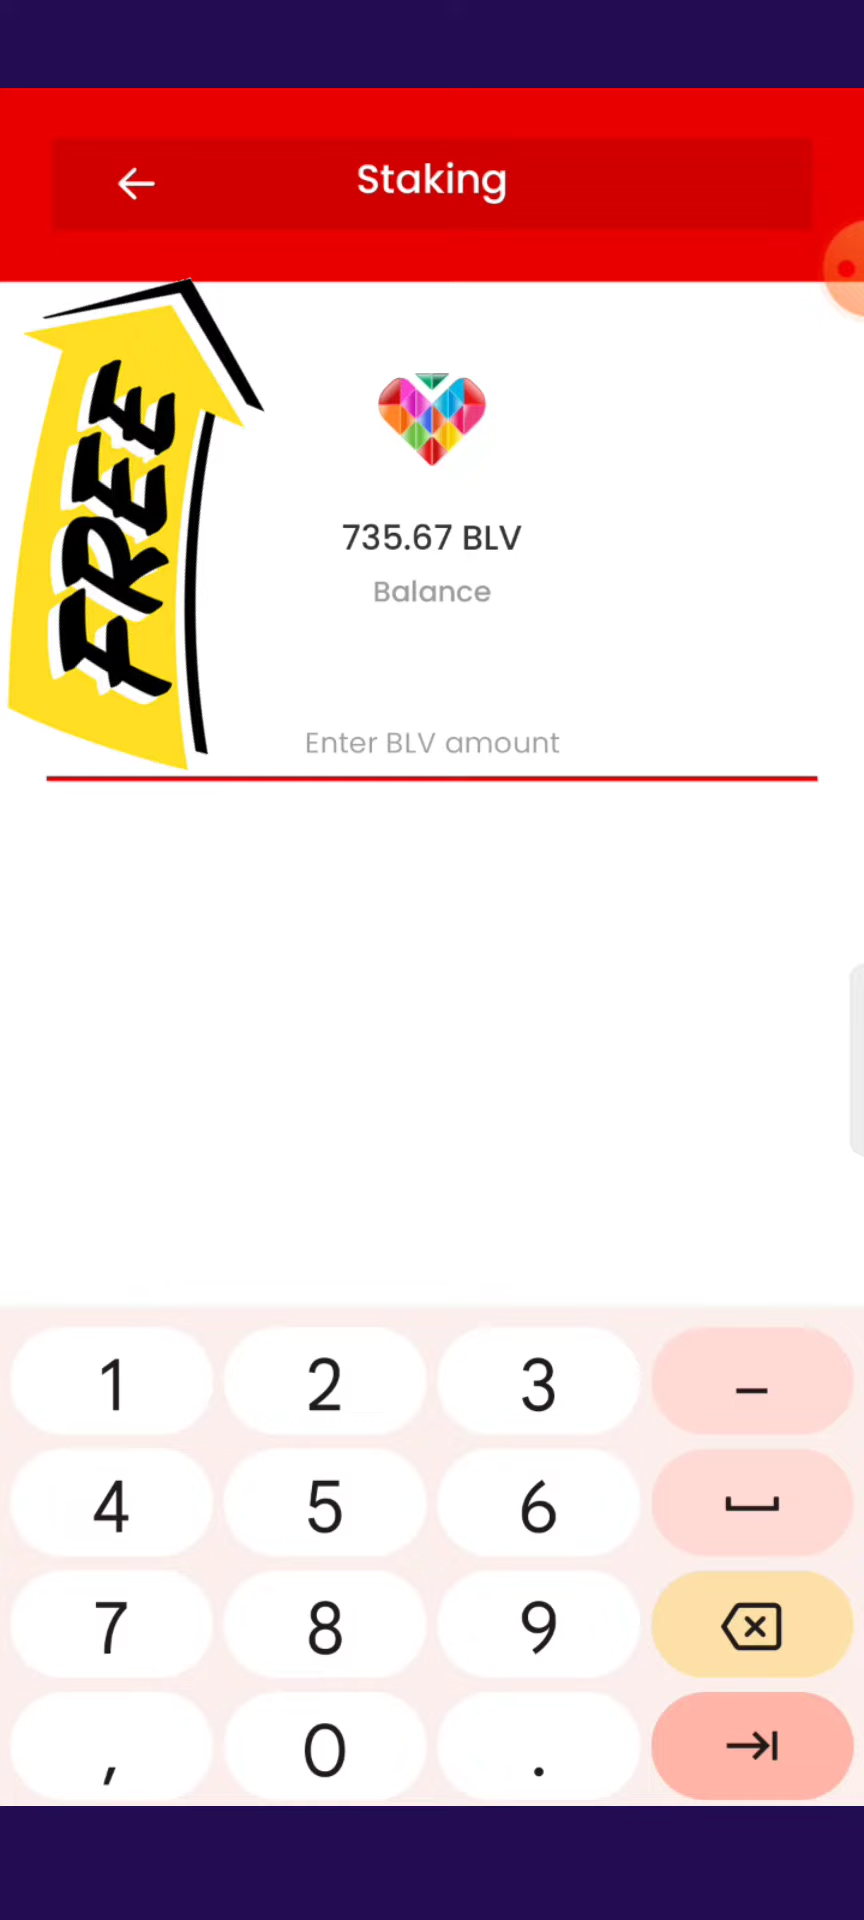 Staking
FREE
735.67 BLV
Balance
Enter BLV amount
1 2 3 –
4 5 6
7 8 9
, 0 .